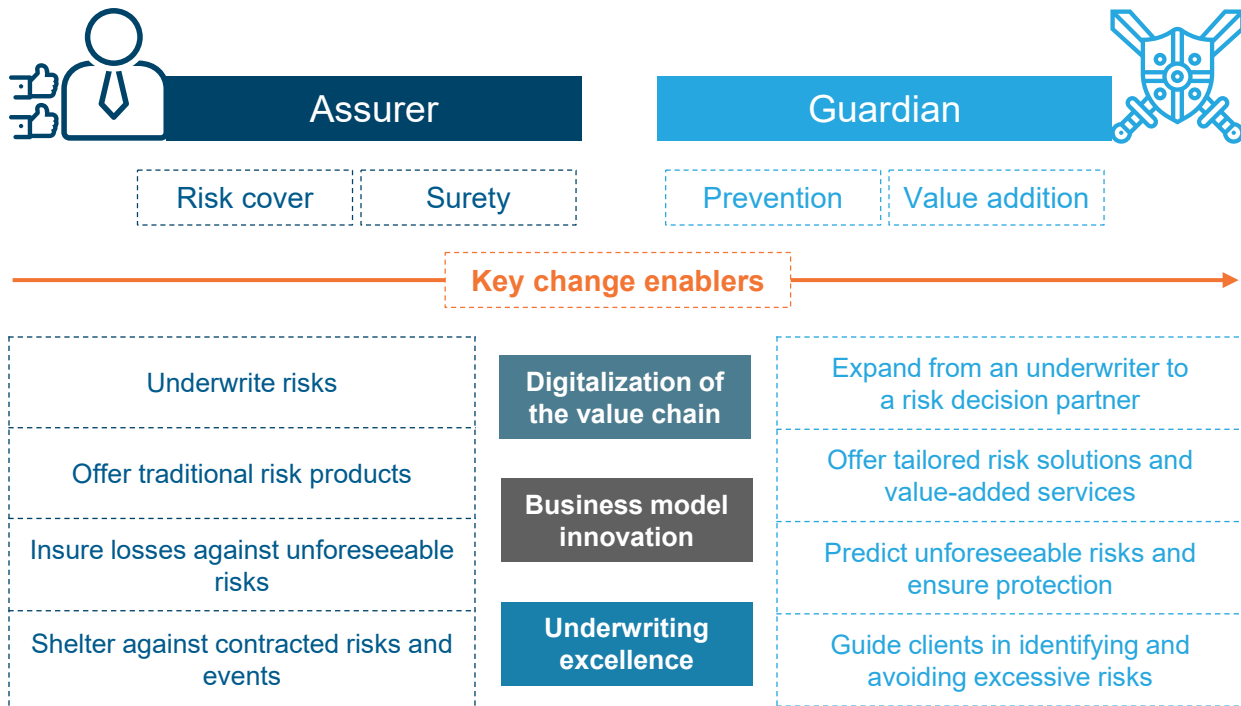 Assurer
Guardian
Risk cover
Surety
Prevention
Value addition
Key change enablers
Underwrite risks
Offer traditional risk products
Insure losses against unforeseeable
risks
Shelter against contracted risks and
events
Digitalization of
the value chain
Business model
innovation
Underwriting
excellence
Expand from an underwriter to
a risk decision partner
Offer tailored risk solutions and
value-added services
Predict unforeseeable risks and
ensure protection
Guide clients in identifying and
avoiding excessive risks